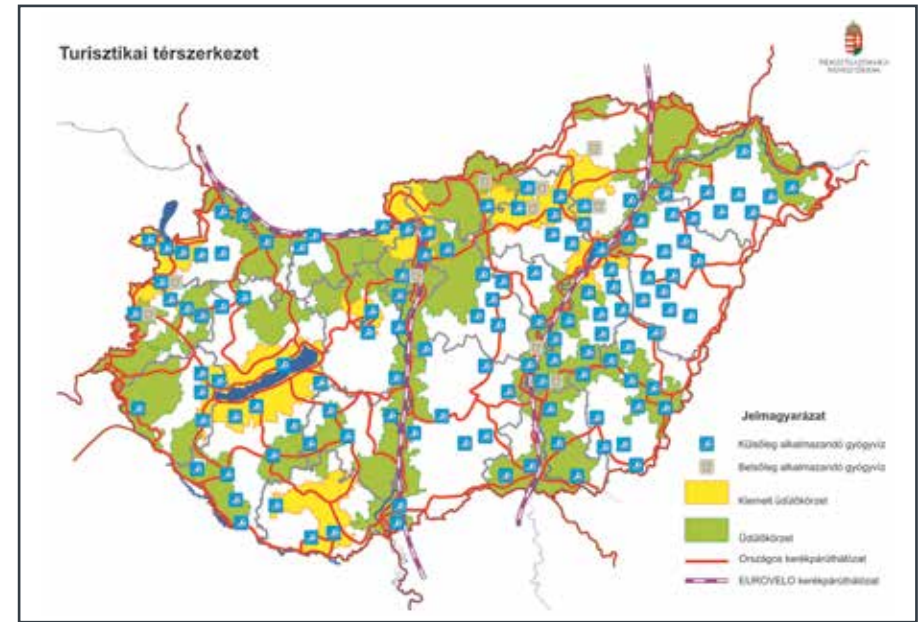 Turisztikai térszerkezet
Jelmagyarázat
Külsőleg alkalmazandó gyógyvíz
Belsőleg alkalmazandó gyógyvíz
Kiemelt üdülőkörzet
Üdülőkörzet
Országos kerékpárúthálózat
EUROVELO kerékpárúthálózat